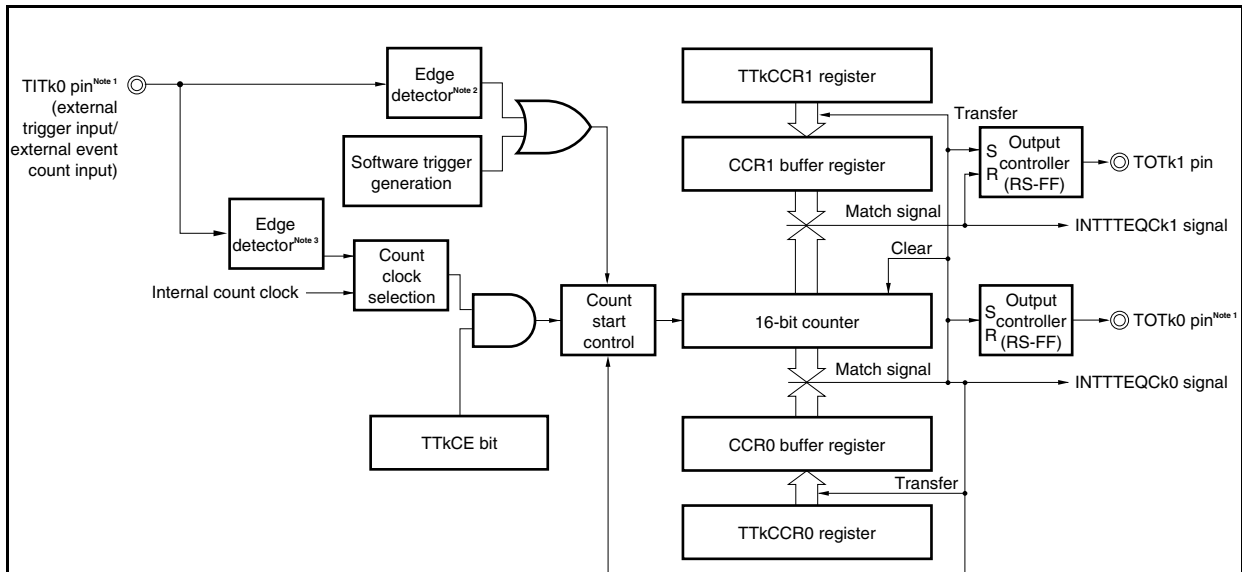 TITk0 pinNote 1
(external
trigger input/
external event
count input)
Edge
detectorNote 2
Software trigger
generation
Edge
detectorNote 3
Internal count clock
Count
clock
selection
TTkCE bit
Count
start
control
TTkCCR1 register
Transfer
CCR1 buffer register
Match signal
S
R
Output
controller
(RS-FF)
TOTk1 pin
INTTTEQCk1 signal
Clear
16-bit counter
S
R
Output
controller
(RS-FF)
TOTk0 pinNote 1
Match signal
INTTTEQCk0 signal
CCR0 buffer register
Transfer
TTkCCR0 register